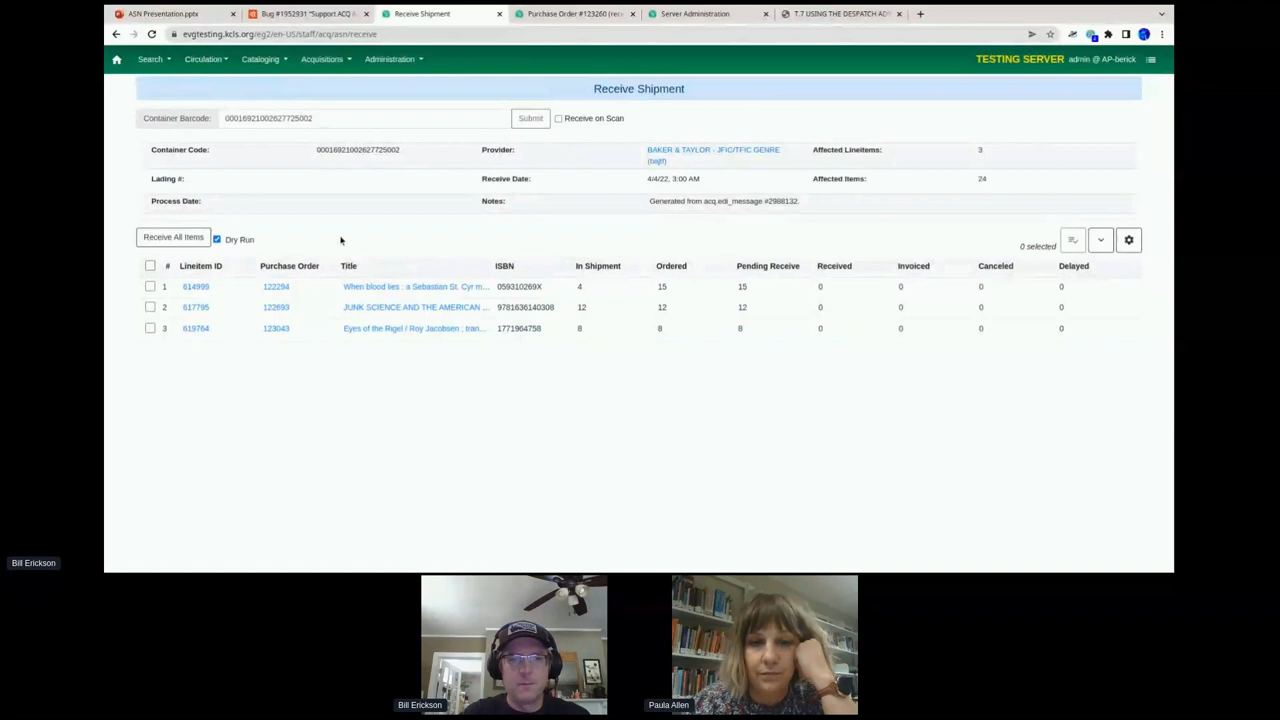 ASN Presentation.pptx
Bug #1952931 "Support ACQ A
Receive Shipment
Purchase Order #123260 (rec
Server Administration
T.7 USING THE DESPATCH AD
evgtesting.kcls.org/eg2/en-US/staff/acq/asn/receive
Search Circulation Cataloging Acquisitions Administration TESTING SERVER admin @ AP-berick
Receive Shipment
Container Barcode: 00016921002627725002 Submit Receive on Scan
Container Code: 00016921002627725002 Provider: BAKER & TAYLOR - JFIC/TFIC GENRE Affected Lineitems: 3
(bajtf)
Lading #: Receive Date: 4/4/22, 3:00 AM Affected Items: 24
Process Date: Notes: Generated from acq.edi_message #2988132.
Receive All Items Dry Run 0 selected
# Lineitem ID Purchase Order Title ISBN In Shipment Ordered Pending Receive Received Invoiced Canceled Delayed
1 614999 122294 When blood lies : a Sebastian St. Cyr m... 059310269X 4 15 15 0 0 0 0
2 617795 122693 JUNK SCIENCE AND THE AMERICAN ... 9781636140308 12 12 12 0 0 0 0
3 619764 123043 Eyes of the Rigel / Roy Jacobsen ; tran... 1771964758 8 8 8 0 0 0 0
Bill Erickson
Bill Erickson
Paula Allen